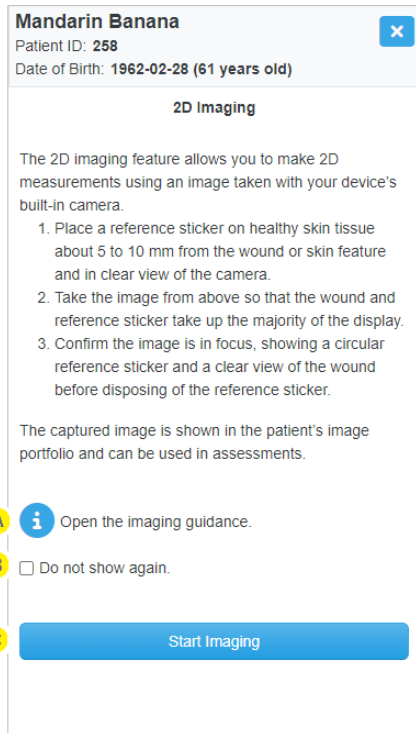 Mandarin Banana
Patient ID: 258
Date of Birth: 1962-02-28 (61 years old)
2D Imaging
The 2D imaging feature allows you to make 2D
measurements using an image taken with your device's
built-in camera.
1. Place a reference sticker on healthy skin tissue
about 5 to 10 mm from the wound or skin feature
and in clear view of the camera.
2. Take the image from above so that the wound and
reference sticker take up the majority of the display.
3. Confirm the image is in focus, showing a circular
reference sticker and a clear view of the wound
before disposing of the reference sticker.
The captured image is shown in the patient's image
portfolio and can be used in assessments.
Open the imaging guidance.
Do not show again.
Start Imaging